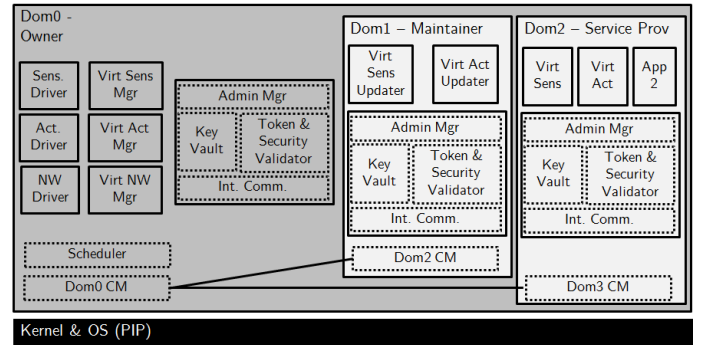 Dom0 -
Owner
Sens.
Driver
Virt Sens
Mgr
Act.
Driver
Virt Act
Mgr
NW
Driver
Virt NW
Mgr
Admin Mgr
Key
Vault
Token &
Security
Validator
Int. Comm.
Scheduler
Dom0 CM
Dom1 – Maintainer
Virt
Sens
Updater
Virt Act
Updater
Admin Mgr
Key
Vault
Token &
Security
Validator
Int. Comm.
Dom2 CM
Dom2 – Service Prov
Virt
Sens
Virt
Act
App
2
Admin Mgr
Key
Vault
Token &
Security
Validator
Int. Comm.
Dom3 CM
Kernel & OS (PIP)